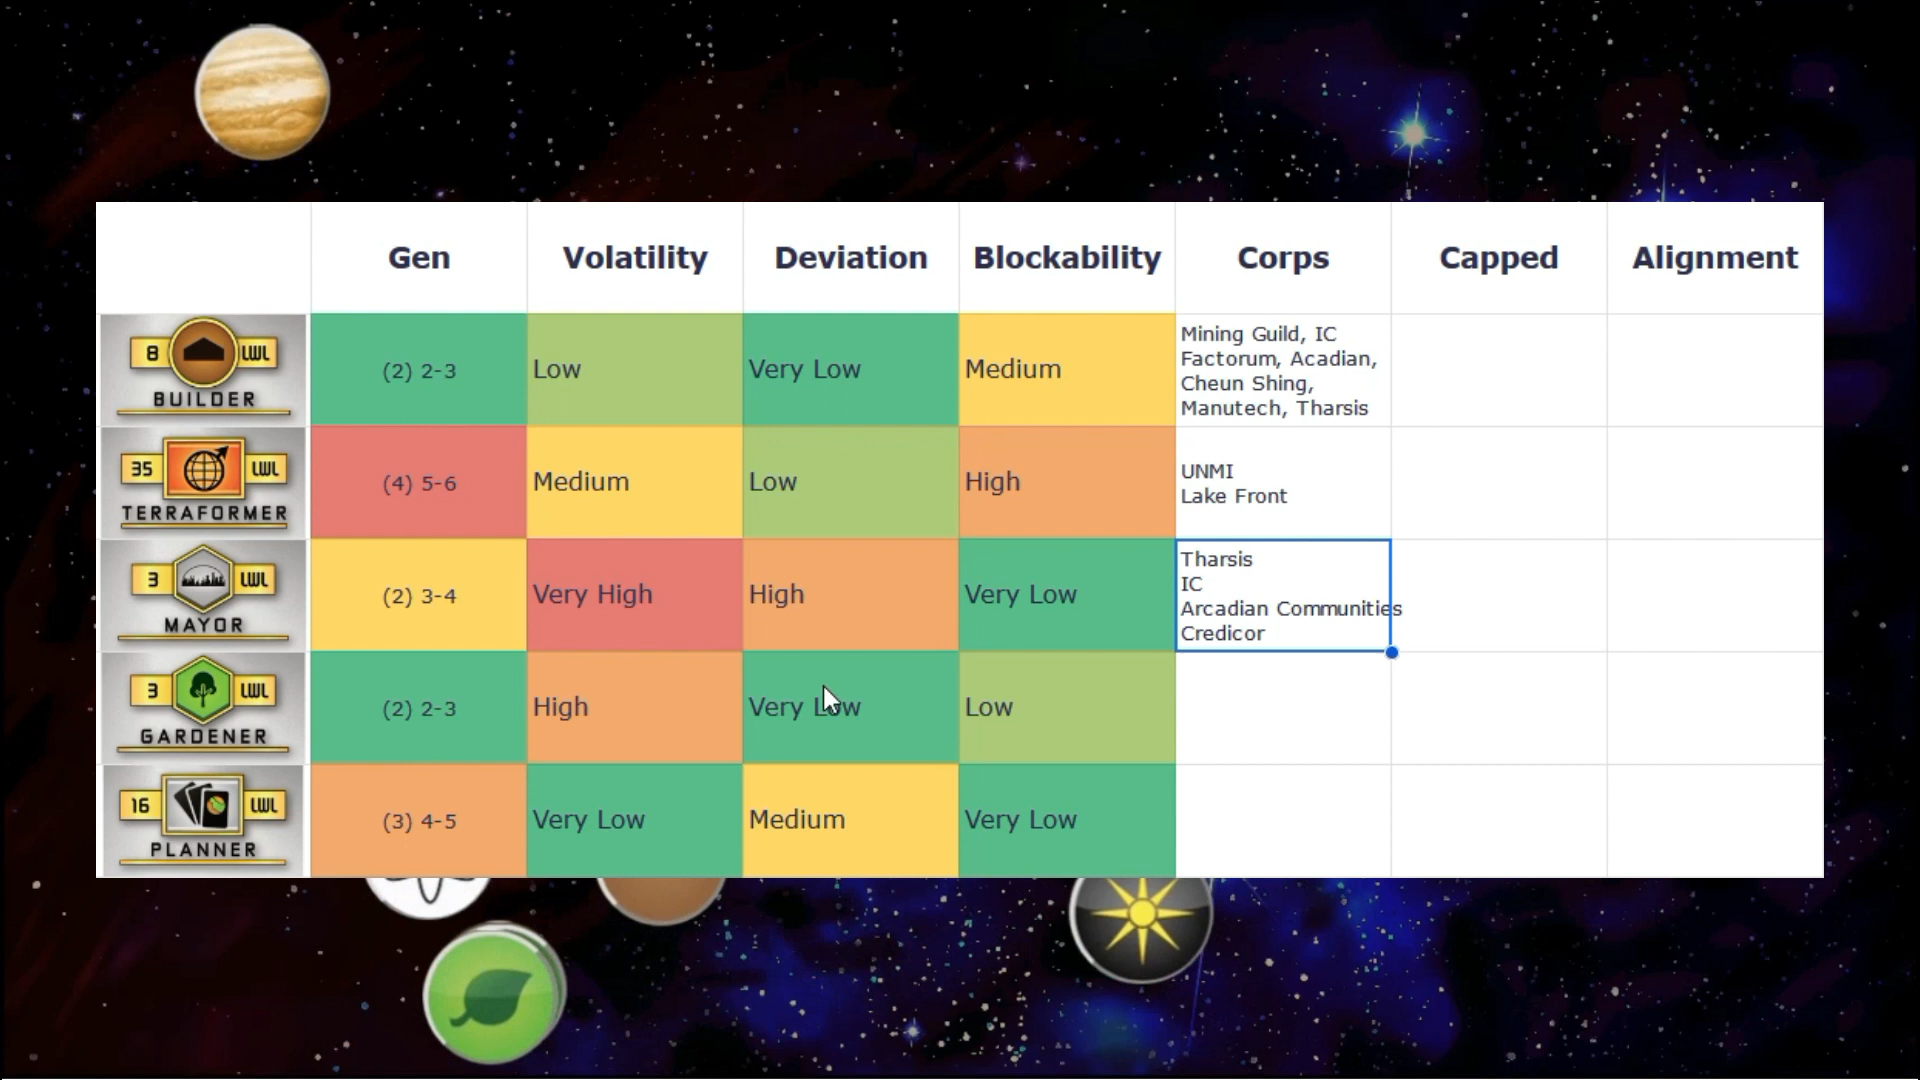 Gen Volatility Deviation Blockability Corps Capped Alignment
8 LWL
BUILDER
(2) 2-3
Low
Very Low
Medium
Mining Guild, IC
Factorum, Acadian,
Cheun Shing,
Manutech, Tharsis
35 LWL
TERRAFORMER
(4) 5-6
Medium
Low
High
UNMI
Lake Front
3 LWL
MAYOR
(2) 3-4
Very High
High
Very Low
Tharsis
IC
Arcadian Communities
Credicor
3 LWL
GARDENER
(2) 2-3
High
Very Low
Low
16 LWL
PLANNER
(3) 4-5
Very Low
Medium
Very Low